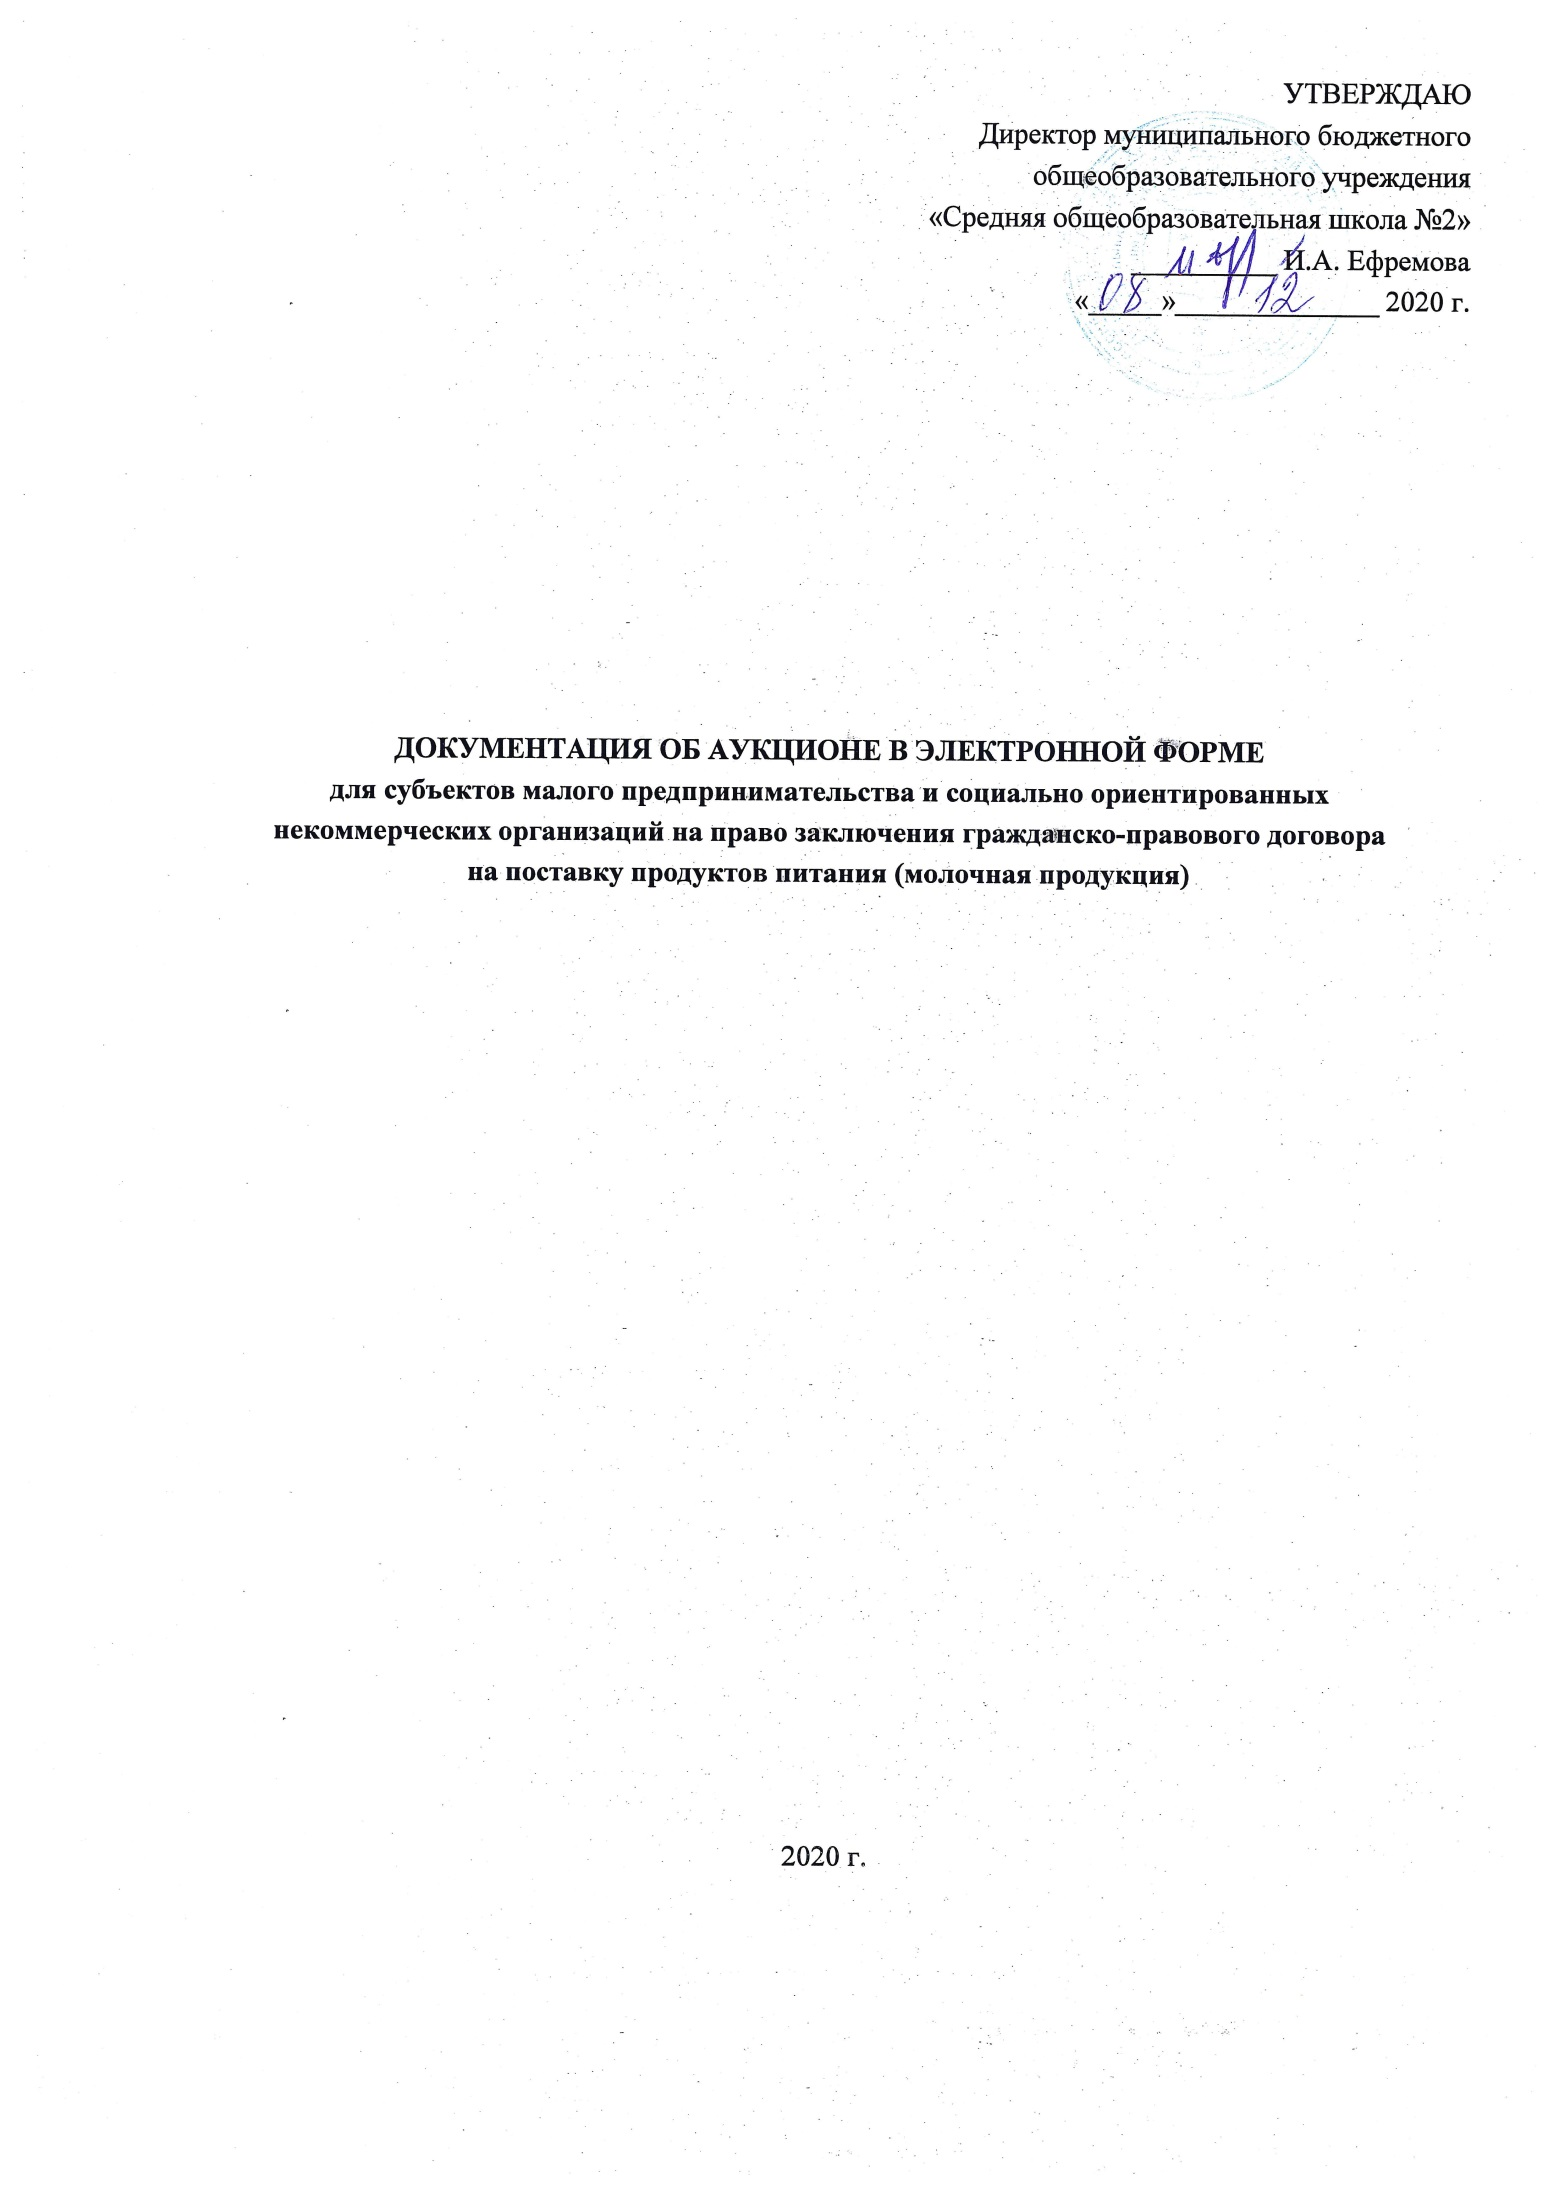 УТВЕРЖДАЮ
Директор муниципального бюджетного
общеобразовательного учреждения
«Средняя общеобразовательная школа №2»
И.А. Ефремова
«08» 12 2020 г.
ДОКУМЕНТАЦИЯ ОБ АУКЦИОНЕ В ЭЛЕКТРОННОЙ ФОРМЕ
для субъектов малого предпринимательства и социально ориентированных
некоммерческих организаций на право заключения гражданско-правового договора
на поставку продуктов питания (молочная продукция)
2020 г.